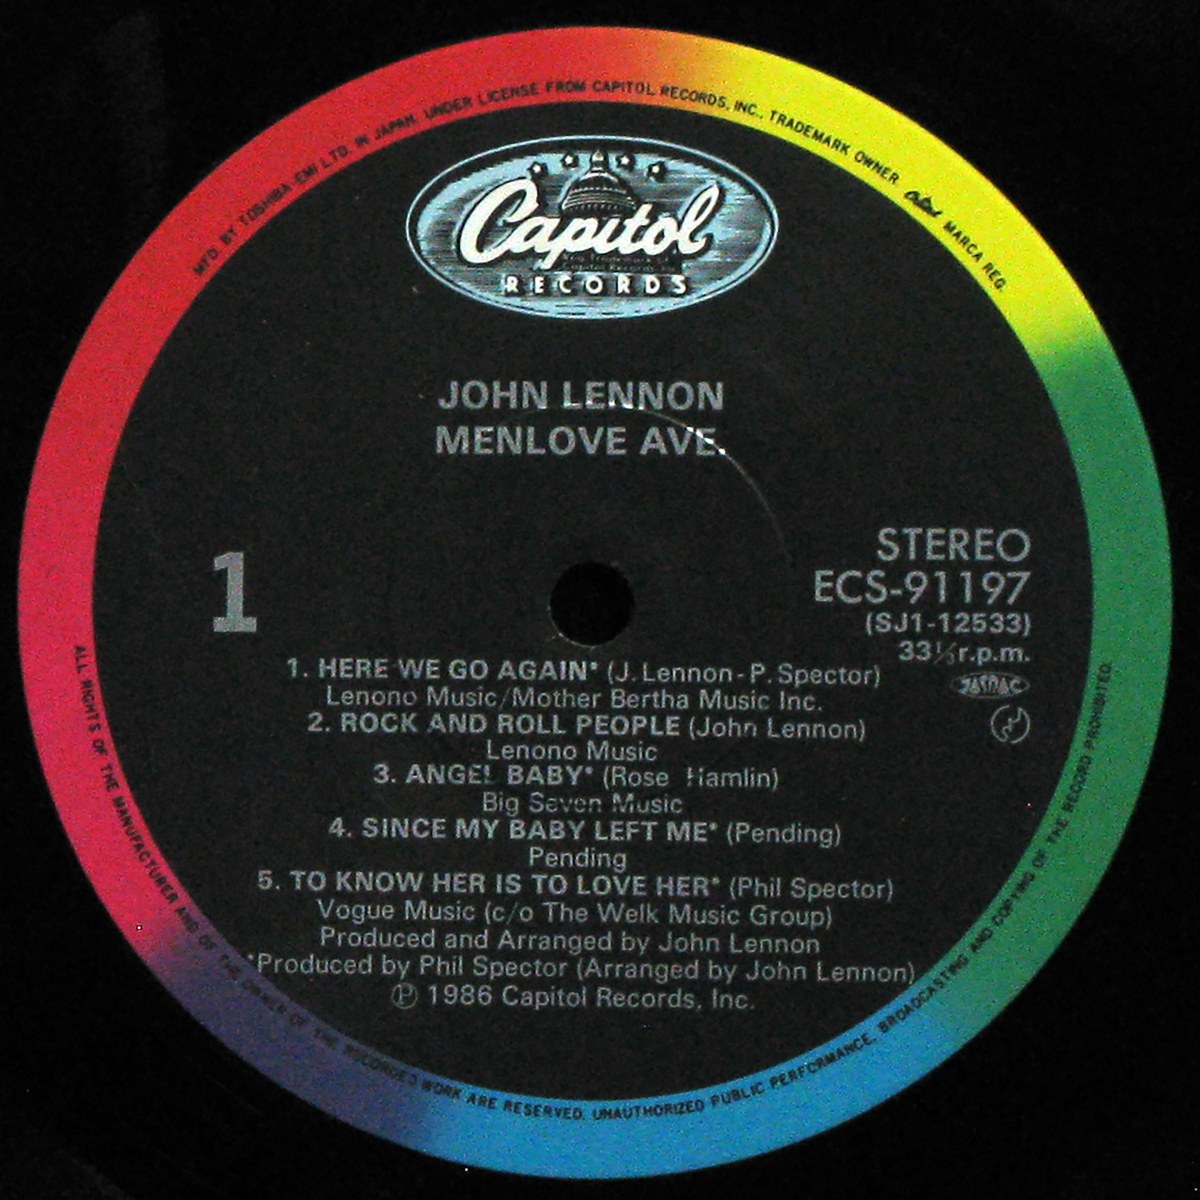 MFD. BY TOSHIBA-EMI LTD. IN JAPAN, UNDER LICENSE FROM CAPITOL RECORDS, INC., TRADEMARK OWNER Capitol MARCA REG.
Capitol
RECORDS
JOHN LENNON
MENLOVE AVE.
1
STEREO
ECS-91197
(SJ1-12533)
33⅓r.p.m.
JASRAC
1. HERE WE GO AGAIN* (J. Lennon-P. Spector)
Lenono Music/Mother Bertha Music Inc.
2. ROCK AND ROLL PEOPLE (John Lennon)
Lenono Music
3. ANGEL BABY* (Rose Hamlin)
Big Seven Music
4. SINCE MY BABY LEFT ME* (Pending)
Pending
5. TO KNOW HER IS TO LOVE HER* (Phil Spector)
Vogue Music (c/o The Welk Music Group)
Produced and Arranged by John Lennon
*Produced by Phil Spector (Arranged by John Lennon)
Ⓟ 1986 Capitol Records, Inc.
ALL RIGHTS OF THE MANUFACTURER AND OF THE OWNER OF THE RECORDED WORK ARE RESERVED. UNAUTHORIZED PUBLIC PERFORMANCE, BROADCASTING AND COPYING OF THE RECORD PROHIBITED.